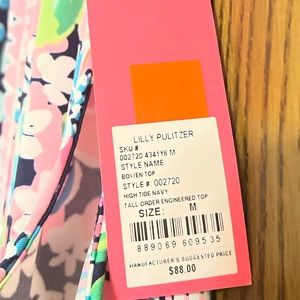 LILLY PULITZER
SKU #
002720 4341Y8 M
STYLE NAME:
BOWEN TOP
STYLE #: 002720
HIGH TIDE NAVY
TALL ORDER ENGINEERED TOP
SIZE: M
889069 609535
MANUFACTURER'S SUGGESTED PRICE
$88.00